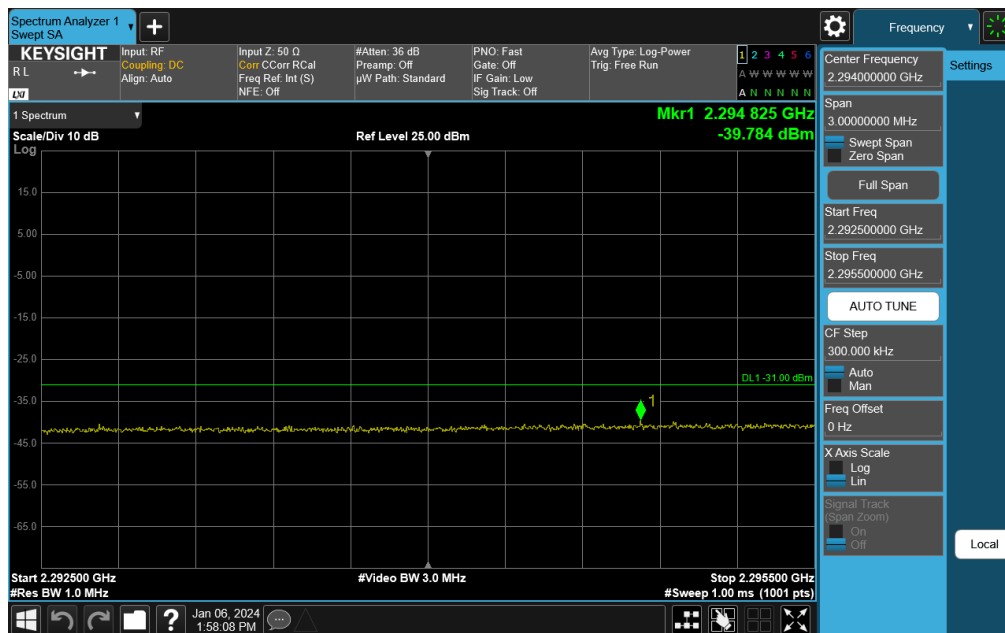 Spectrum Analyzer 1
Swept SA
+
Frequency
KEYSIGHT
R L
LXI
Input: RF
Coupling: DC
Align: Auto
Input Z: 50 Ω
Corr CCorr RCal
Freq Ref: Int (S)
NFE: Off
#Atten: 36 dB
Preamp: Off
µW Path: Standard
PNO: Fast
Gate: Off
IF Gain: Low
Sig Track: Off
Avg Type: Log-Power
Trig: Free Run
1 2 3 4 5 6
A W W W W W
A N N N N N
1 Spectrum
Mkr1 2.294 825 GHz
Scale/Div 10 dB
Ref Level 25.00 dBm
-39.784 dBm
Log
15.0
5.00
-5.00
-15.0
-25.0
DL1 -31.00 dBm
-35.0
1
-45.0
-55.0
-65.0
Start 2.292500 GHz
#Video BW 3.0 MHz
Stop 2.295500 GHz
#Res BW 1.0 MHz
#Sweep 1.00 ms (1001 pts)
Jan 06, 2024
1:58:08 PM
?
Center Frequency
2.294000000 GHz
Settings
Span
3.00000000 MHz
Swept Span
Zero Span
Full Span
Start Freq
2.292500000 GHz
Stop Freq
2.295500000 GHz
AUTO TUNE
CF Step
300.000 kHz
Auto
Man
Freq Offset
0 Hz
X Axis Scale
Log
Lin
Signal Track
(Span Zoom)
On
Off
Local